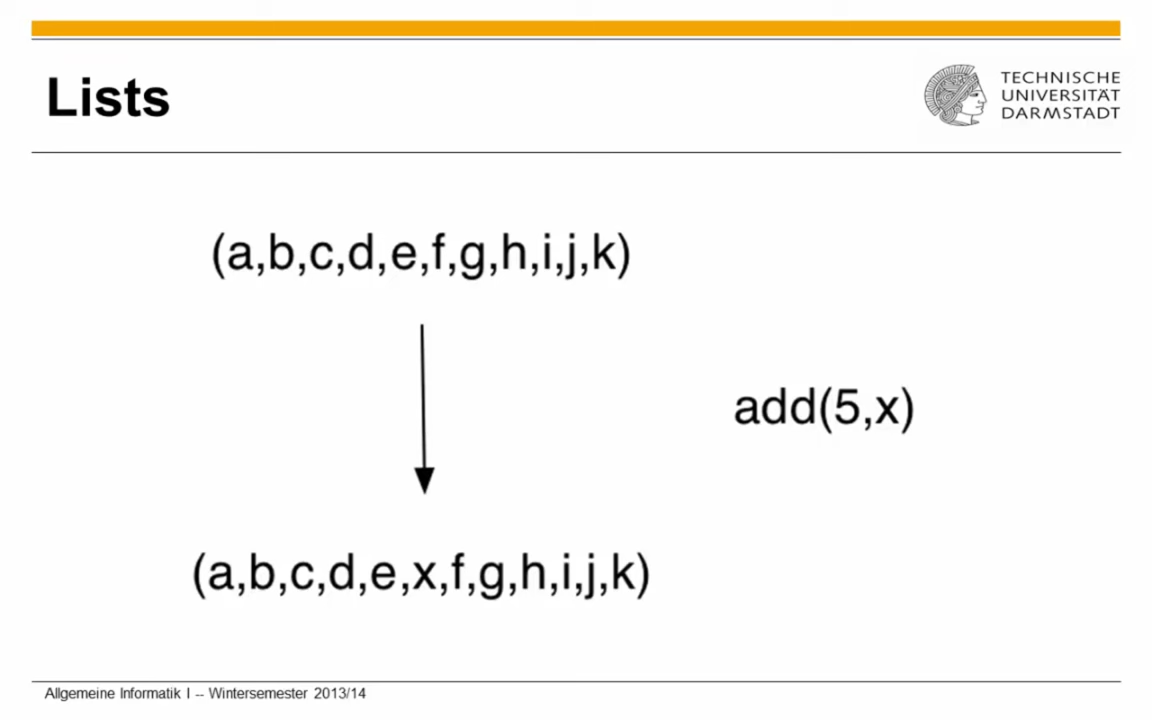 Lists
TECHNISCHE
UNIVERSITÄT
DARMSTADT
(a,b,c,d,e,f,g,h,i,j,k)
add(5,x)
(a,b,c,d,e,x,f,g,h,i,j,k)
Allgemeine Informatik I -- Wintersemester 2013/14